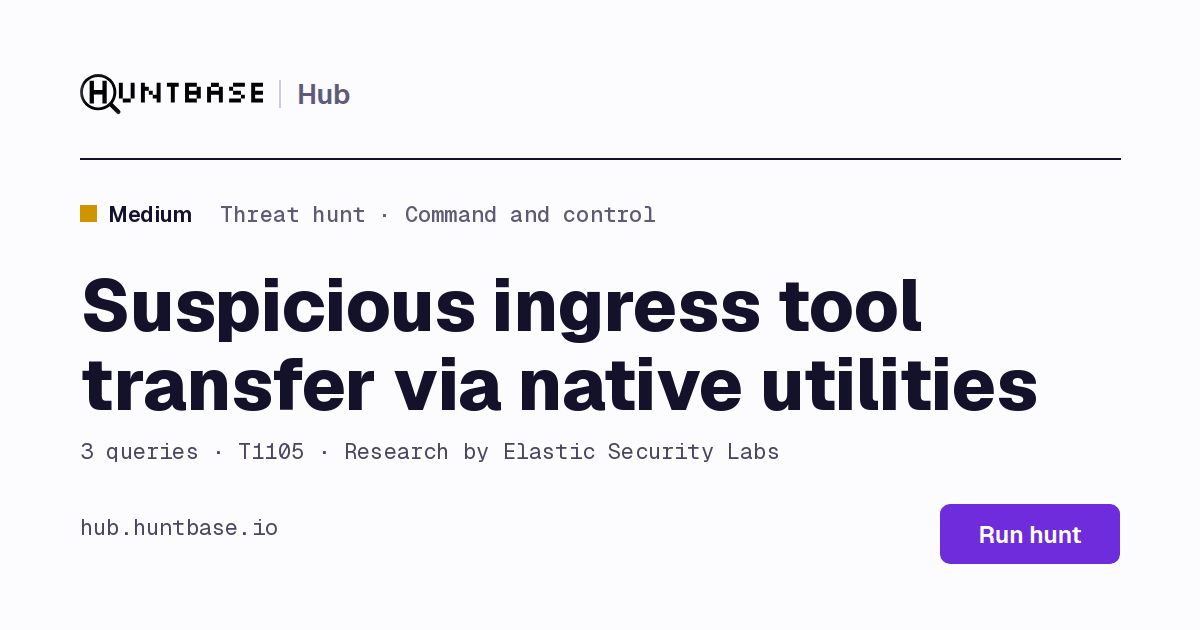 HUNTBASE Hub
Medium Threat hunt · Command and control
Suspicious ingress tool
transfer via native utilities
3 queries · T1105 · Research by Elastic Security Labs
hub.huntbase.io
Run hunt